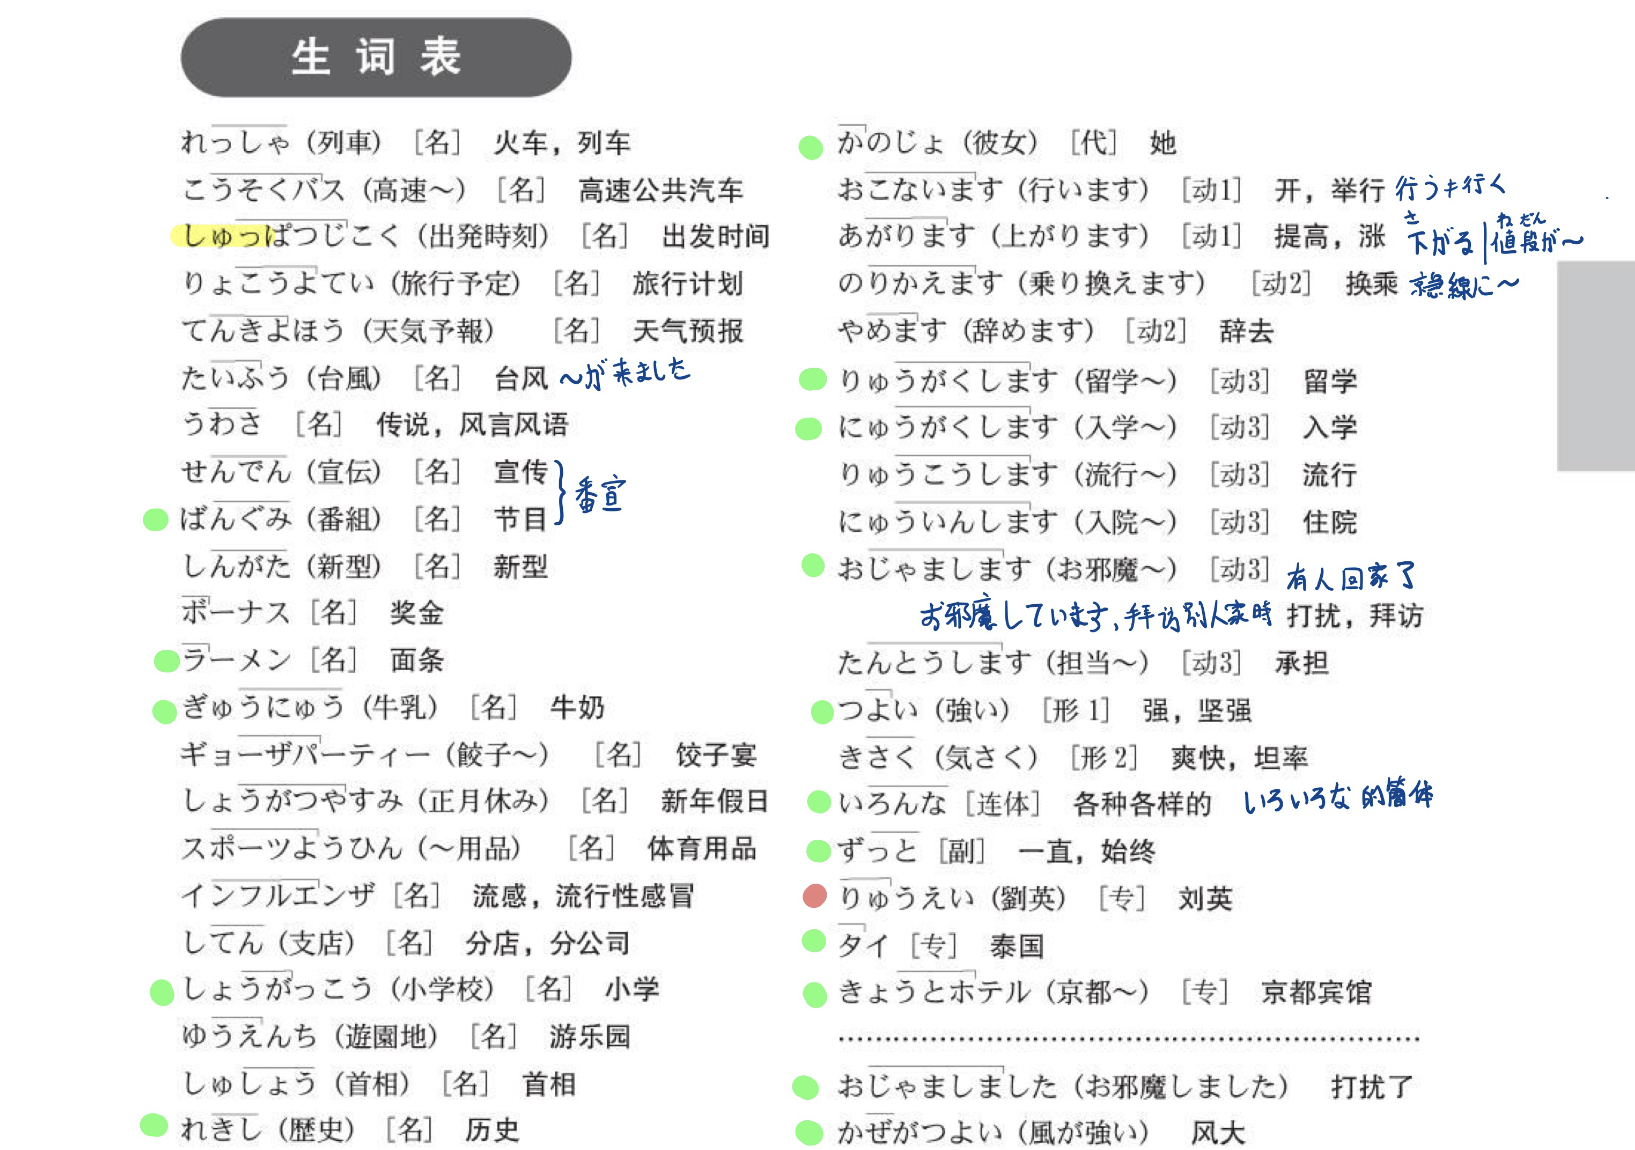 生词表
れっしゃ（列車）［名］ 火车，列车
こうそくバス（高速～）［名］ 高速公共汽车
しゅっぱつじこく（出発時刻）［名］ 出发时间
りょこうよてい（旅行予定）［名］ 旅行计划
てんきよほう（天気予報） ［名］ 天气预报
たいふう（台風）［名］ 台风 ～が来ました
うわさ ［名］ 传说，风言风语
せんでん（宣伝）［名］ 宣传
ばんぐみ（番組）［名］ 节目
番宣
しんがた（新型）［名］ 新型
ボーナス［名］ 奖金
ラーメン［名］ 面条
ぎゅうにゅう（牛乳）［名］ 牛奶
ギョーザパーティー（餃子～） ［名］ 饺子宴
しょうがつやすみ（正月休み）［名］ 新年假日
スポーツようひん（～用品） ［名］ 体育用品
インフルエンザ［名］ 流感，流行性感冒
してん（支店）［名］ 分店，分公司
しょうがっこう（小学校）［名］ 小学
ゆうえんち（遊園地）［名］ 游乐园
しゅしょう（首相）［名］ 首相
れきし（歴史）［名］ 历史
かのじょ（彼女）［代］ 她
おこないます（行います）［动1］ 开，举行 行う≠行く
あがります（上がります）［动1］ 提高，涨 下がる|値段が～
さ ねだん
のりかえます（乗り換えます） ［动2］ 换乘 急線に～
やめます（辞めます）［动2］ 辞去
りゅうがくします（留学～）［动3］ 留学
にゅうがくします（入学～）［动3］ 入学
りゅうこうします（流行～）［动3］ 流行
にゅういんします（入院～）［动3］ 住院
おじゃまします（お邪魔～）［动3］ 有人回家了
お邪魔しています、拜访别人家時 打扰，拜访
たんとうします（担当～）［动3］ 承担
つよい（強い）［形1］ 强，坚强
きさく（気さく）［形2］ 爽快，坦率
いろんな［连体］ 各种各样的 いろいろな 的簡体
ずっと［副］ 一直，始终
りゅうえい（劉英）［专］ 刘英
タイ［专］ 泰国
きょうとホテル（京都～）［专］ 京都宾馆
おじゃましました（お邪魔しました） 打扰了
かぜがつよい（風が強い） 风大